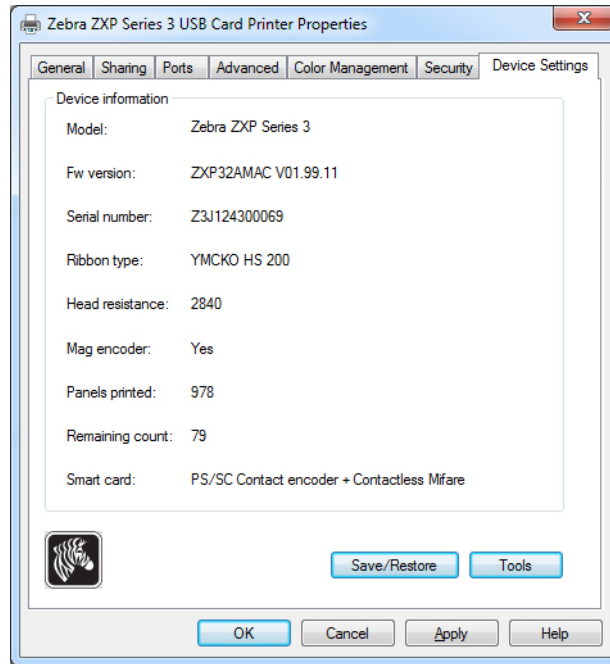 Zebra ZXP Series 3 USB Card Printer Properties
General Sharing Ports Advanced Color Management Security Device Settings
Device information
Model: Zebra ZXP Series 3
Fw version: ZXP32AMAC V01.99.11
Serial number: Z3J124300069
Ribbon type: YMCKO HS 200
Head resistance: 2840
Mag encoder: Yes
Panels printed: 978
Remaining count: 79
Smart card: PS/SC Contact encoder + Contactless Mifare
Save/Restore Tools
OK Cancel Apply Help